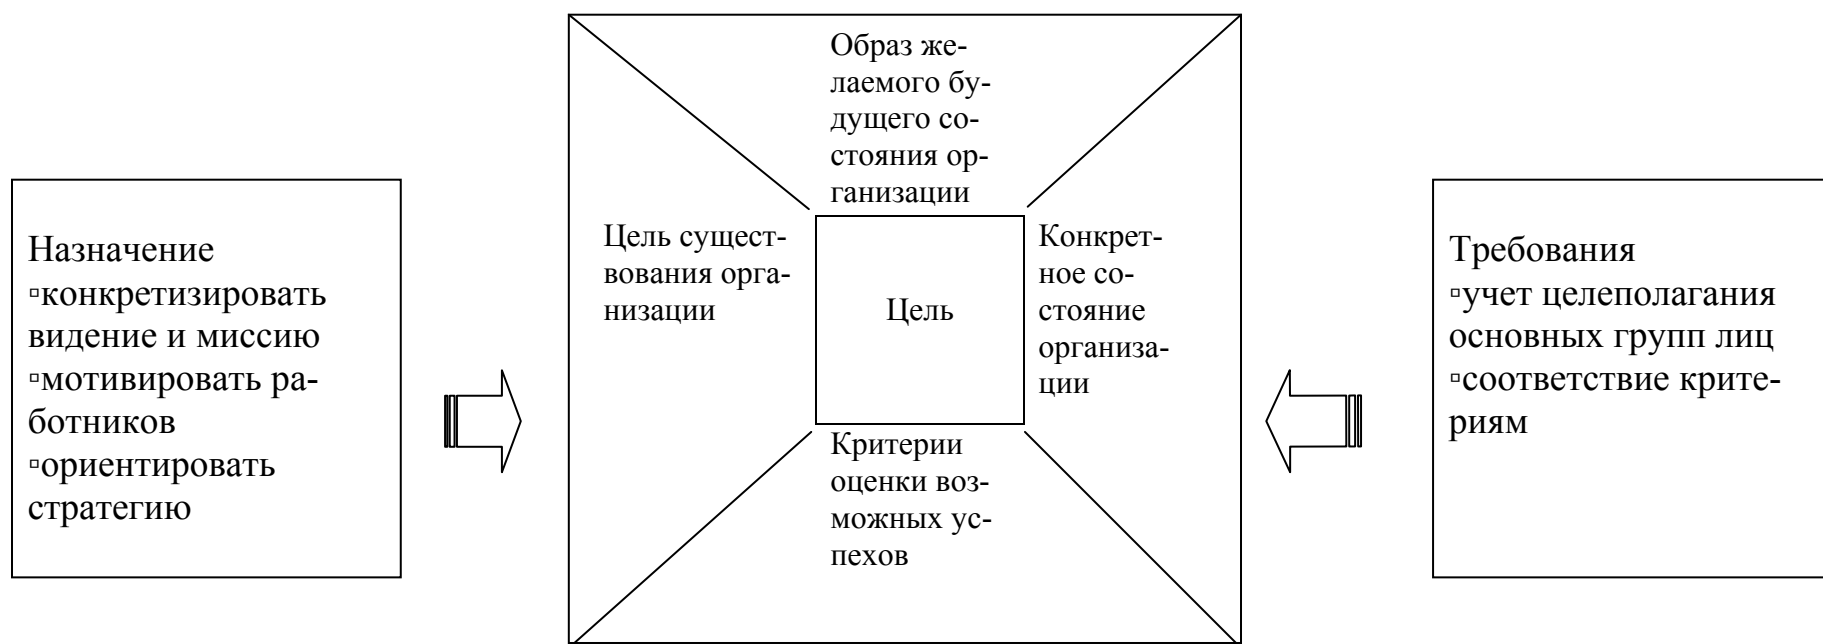 Назначение
▫конкретизировать
видение и миссию
▫мотивировать ра-
ботников
▫ориентировать
стратегию
Образ же-
лаемого бу-
дущего со-
стояния ор-
ганизации
Цель сущест-
вования орга-
низации
Цель
Конкрет-
ное со-
стояние
организа-
ции
Критерии
оценки воз-
можных ус-
пехов
Требования
▫учет целеполагания
основных групп лиц
▫соответствие крите-
риям